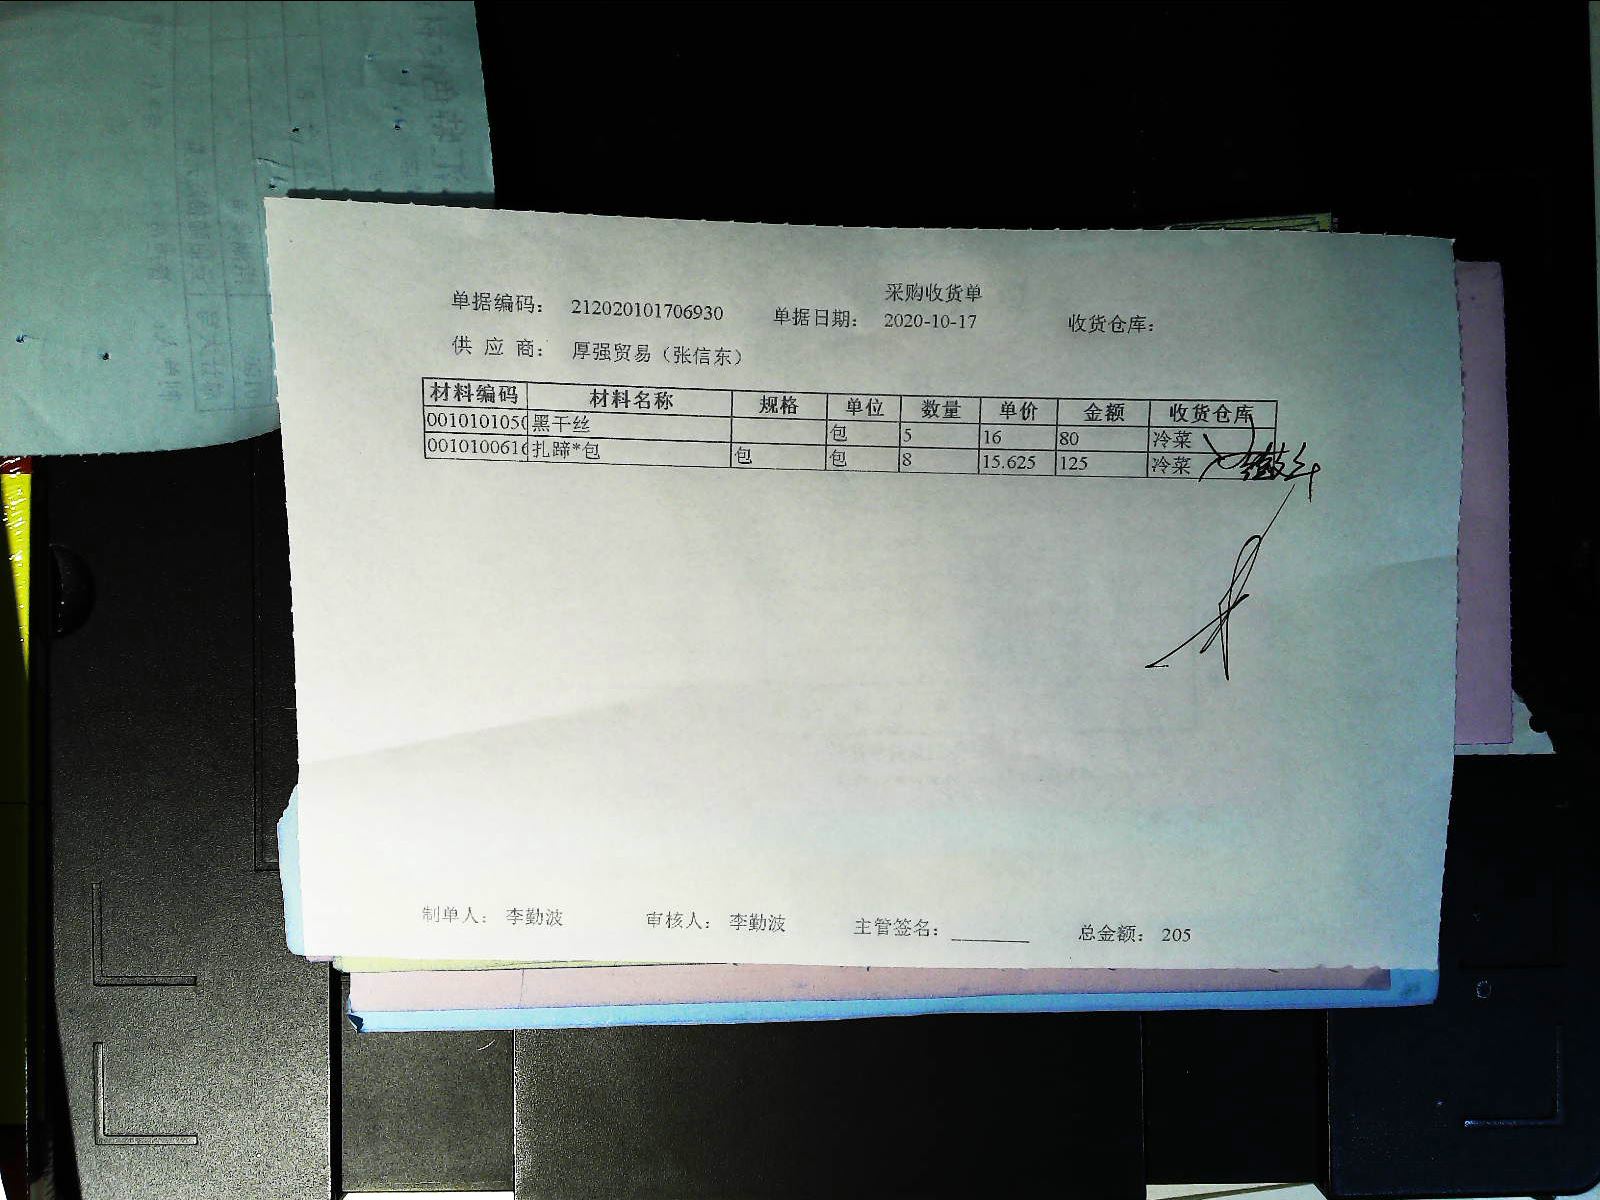 采购收货单
单据编码： 212020101706930 单据日期： 2020-10-17 收货仓库：
供 应 商： 厚强贸易（张信东）
材料编码 材料名称 规格 单位 数量 单价 金额 收货仓库
0010101050 黑干丝 包 5 16 80 冷菜
0010100616 扎蹄*包 包 包 8 15.625 125 冷菜
制单人： 李勤波 审核人： 李勤波 主管签名：________ 总金额： 205